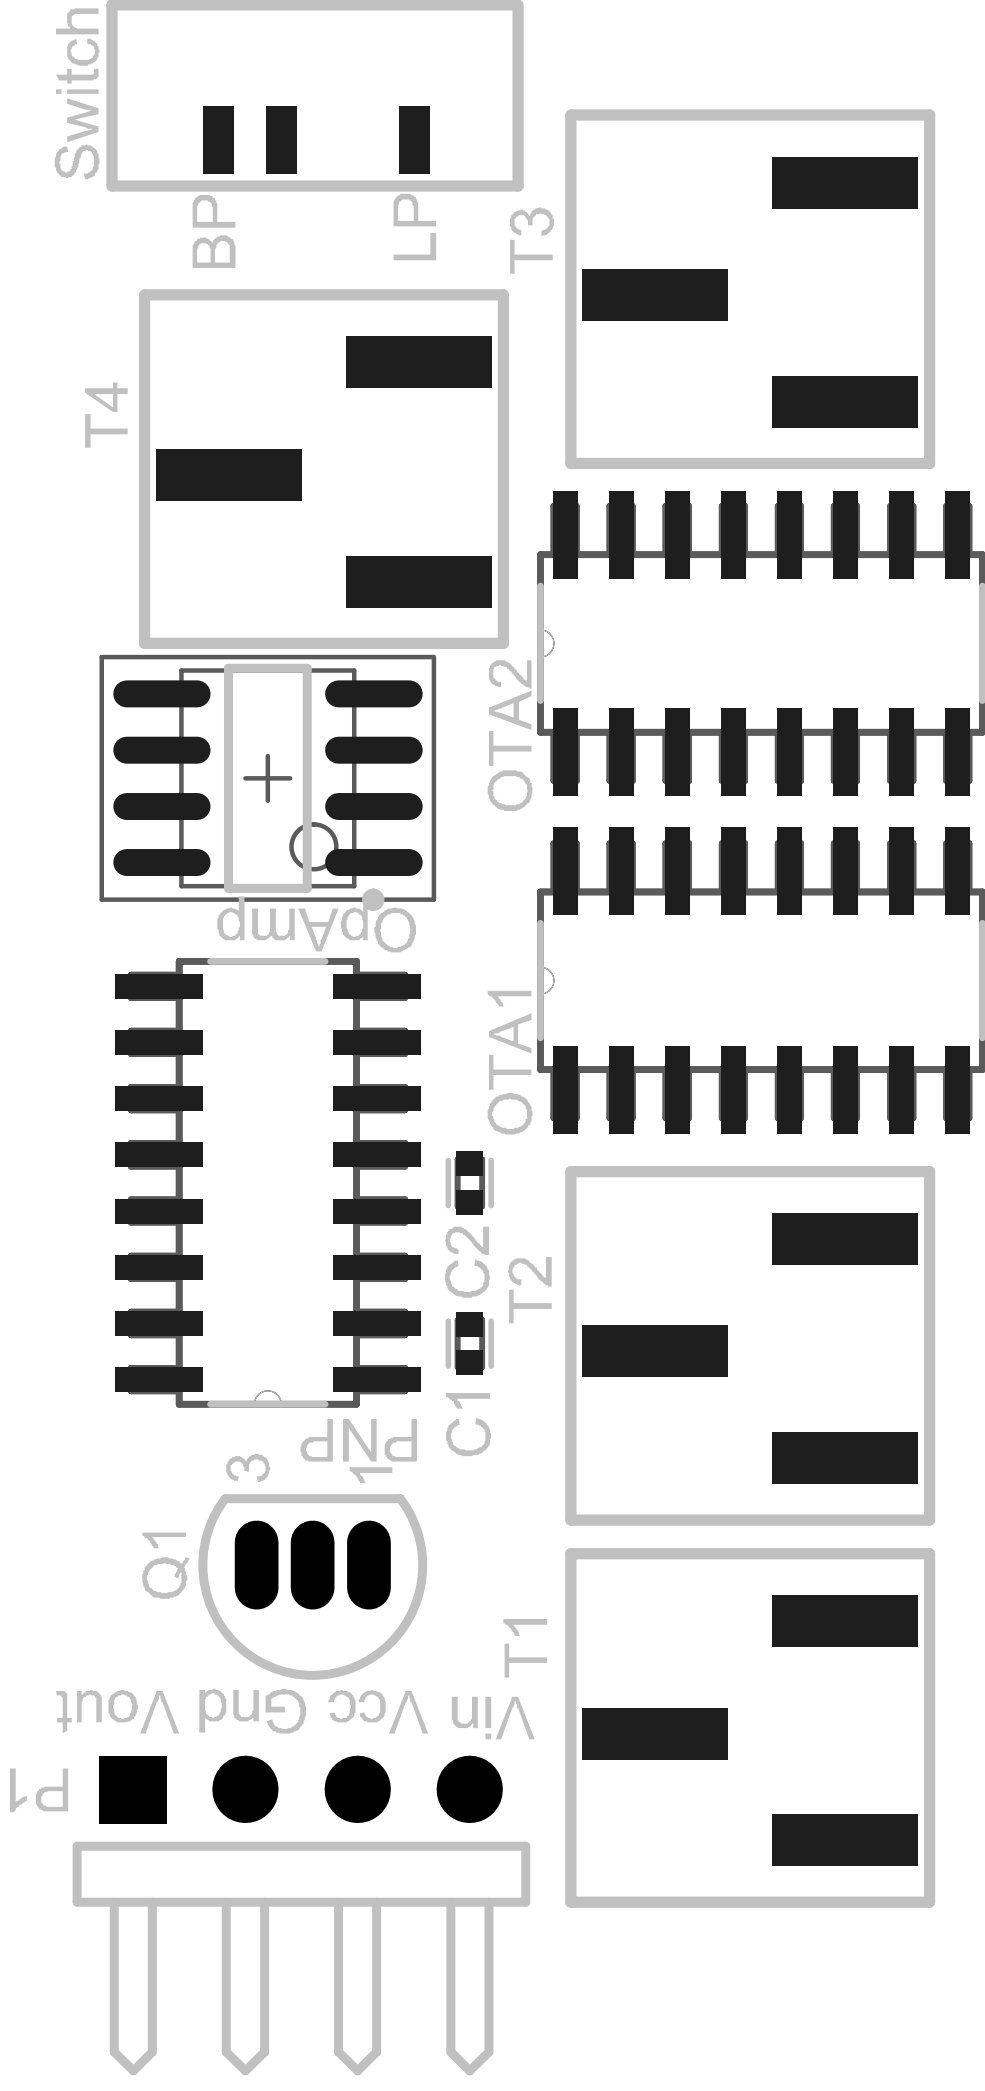 Switch
BP
LP
T3
T4
OTA2
OpAmp
OTA1
C2
T2
C1
PNP
3
1
Q1
T1
Vin Vcc Gnd Vout
P1